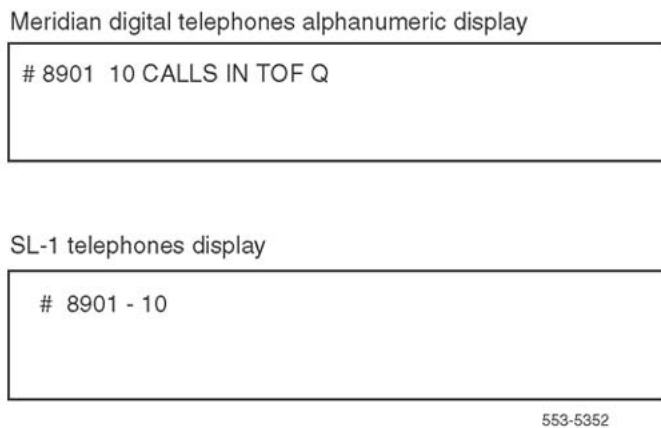 Meridian digital telephones alphanumeric display
# 8901 10 CALLS IN TOF Q
SL-1 telephones display
# 8901 - 10
553-5352